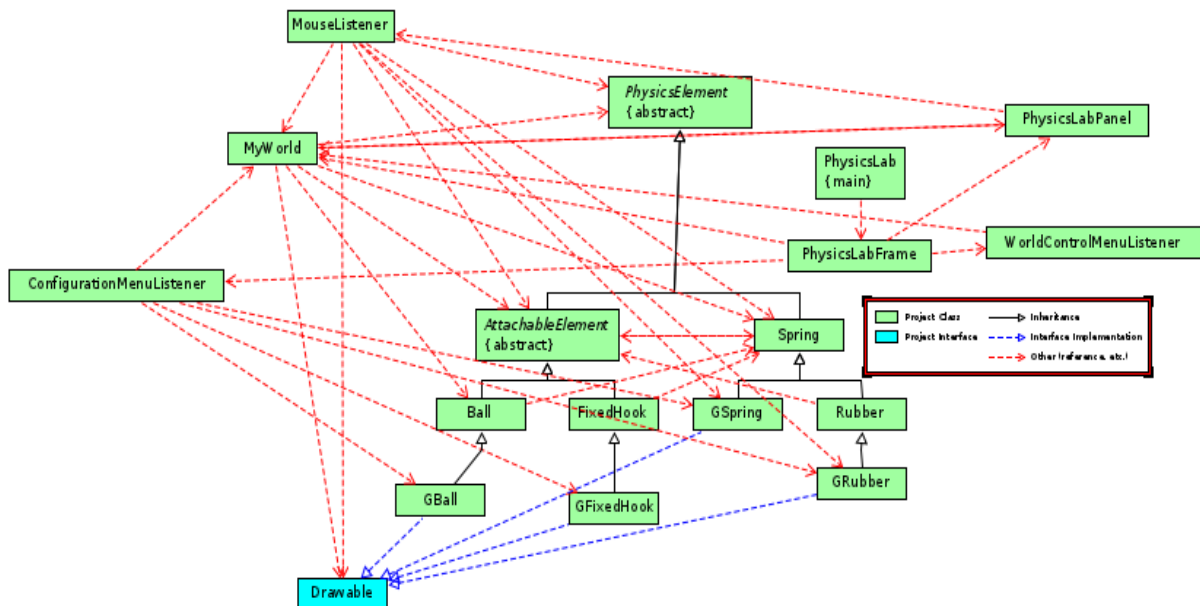 MouseListener
PhysicsElement
{abstract}
PhysicsLabPanel
MyWorld
PhysicsLab
{main}
WorldControlMenuListener
PhysicsLabFrame
ConfigurationMenuListener
AttachableElement
{abstract}
Spring
Project Class
Inheritance
Project Interface
Interface Implementation
Other (reference, etc.)
Ball
FixedHook
GSpring
Rubber
GBall
GFixedHook
GRubber
Drawable